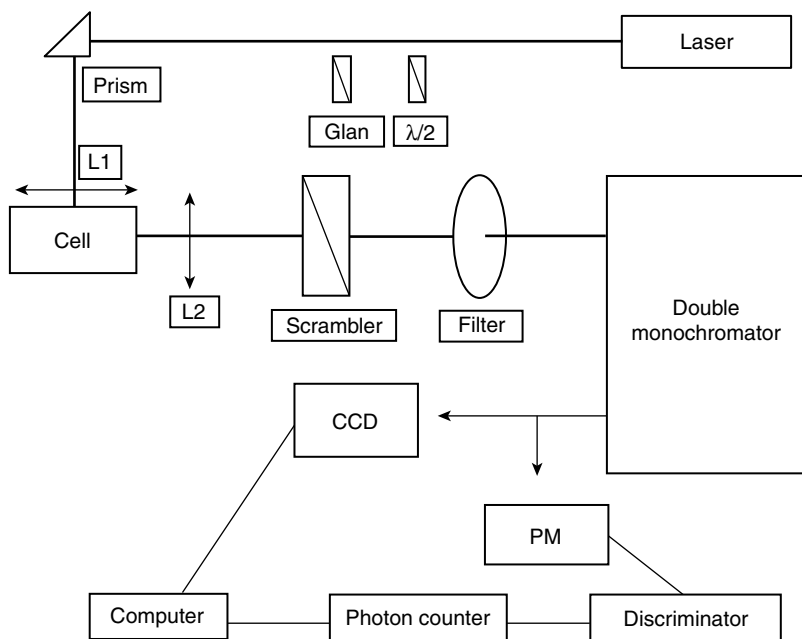 Laser
Prism
Glan
λ/2
L1
Cell
L2
Scrambler
Filter
Double
monochromator
CCD
PM
Computer
Photon counter
Discriminator